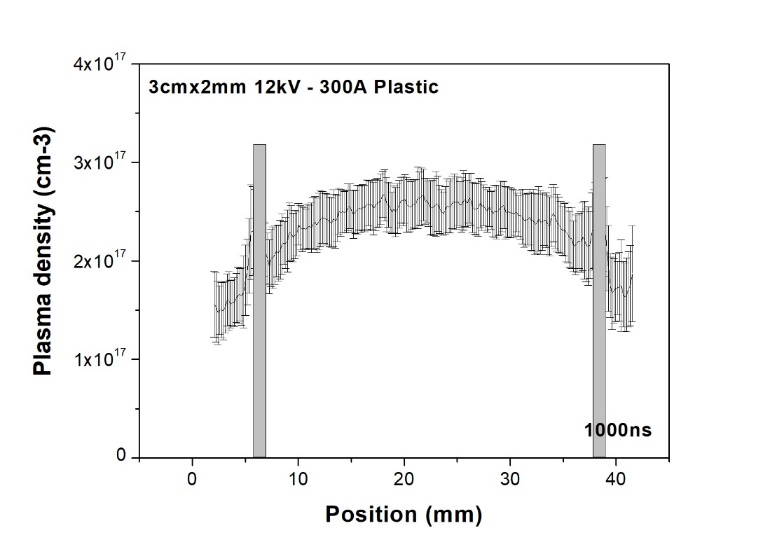 4x10¹⁷
3cmx2mm 12kV - 300A Plastic
3x10¹⁷
2x10¹⁷
1x10¹⁷
0
1000ns
Plasma density (cm-3)
0 10 20 30 40
Position (mm)